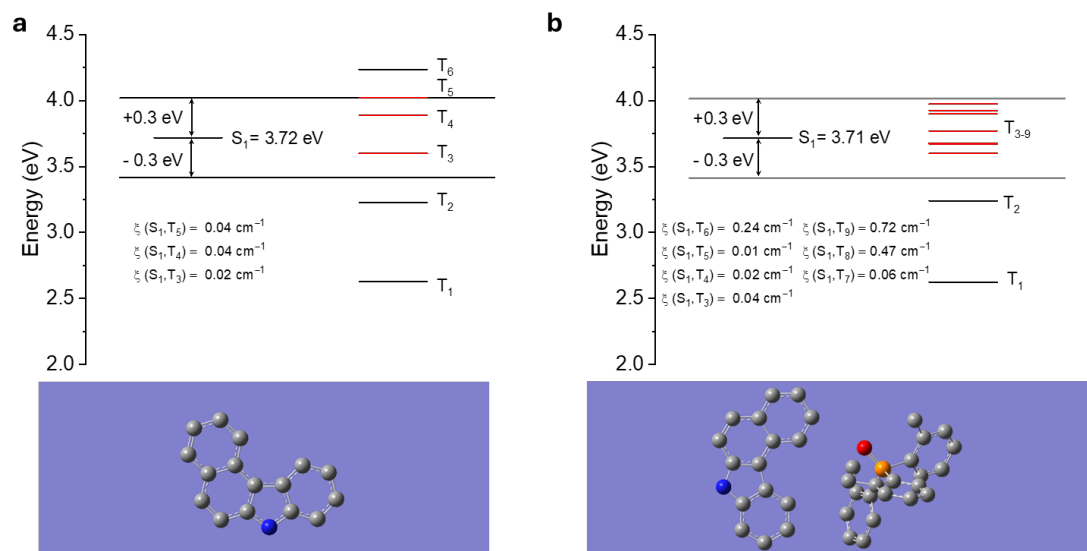 a
4.5
4.0
3.5
3.0
2.5
2.0
Energy (eV)
+0.3 eV
- 0.3 eV
S₁= 3.72 eV
T₆
T₅
T₄
T₃
T₂
T₁
ξ (S₁,T₅) = 0.04 cm⁻¹
ξ (S₁,T₄) = 0.04 cm⁻¹
ξ (S₁,T₃) = 0.02 cm⁻¹
b
4.5
4.0
3.5
3.0
2.5
2.0
Energy (eV)
+0.3 eV
- 0.3 eV
S₁= 3.71 eV
T₃₋₉
T₂
T₁
ξ (S₁,T₆) = 0.24 cm⁻¹ ξ (S₁,T₉) = 0.72 cm⁻¹
ξ (S₁,T₅) = 0.01 cm⁻¹ ξ (S₁,T₈) = 0.47 cm⁻¹
ξ (S₁,T₄) = 0.02 cm⁻¹ ξ (S₁,T₇) = 0.06 cm⁻¹
ξ (S₁,T₃) = 0.04 cm⁻¹